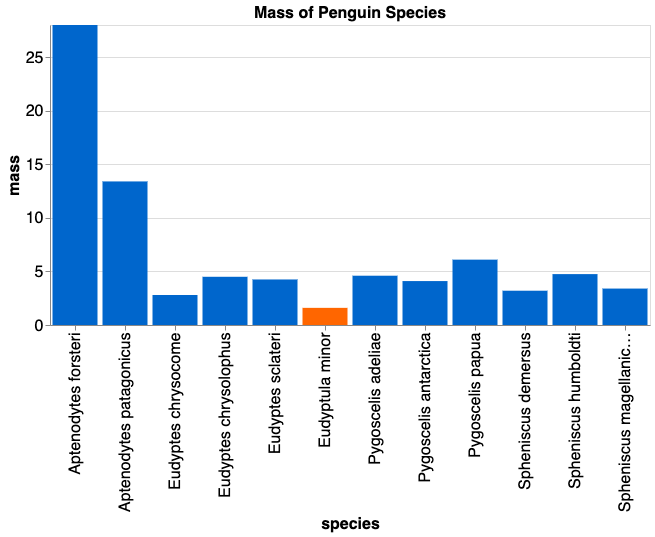 Mass of Penguin Species
mass
25
20
15
10
5
0
Aptenodytes forsteri
Aptenodytes patagonicus
Eudyptes chrysocome
Eudyptes chrysolophus
Eudyptes sclateri
Eudyptula minor
Pygoscelis adeliae
Pygoscelis antarctica
Pygoscelis papua
Spheniscus demersus
Spheniscus humboldti
Spheniscus magellanic…
species